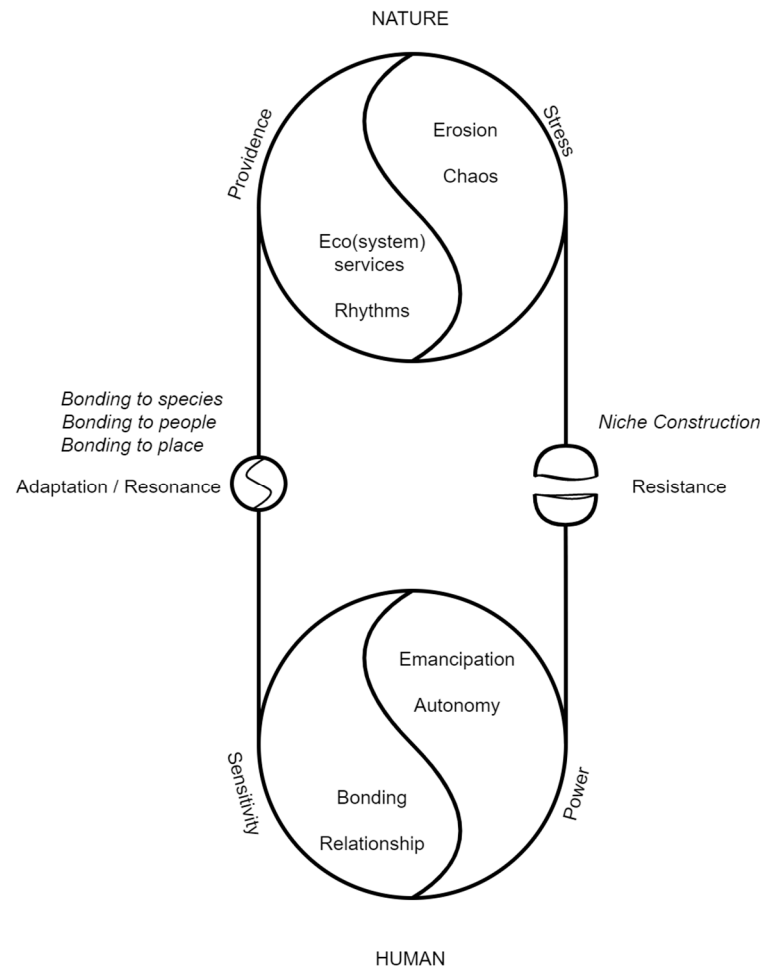 NATURE
Providence
Stress
Erosion
Chaos
Eco(system)
services
Rhythms
Bonding to species
Bonding to people
Bonding to place
Niche Construction
Adaptation / Resonance
Resistance
Emancipation
Autonomy
Sensitivity
Power
Bonding
Relationship
HUMAN